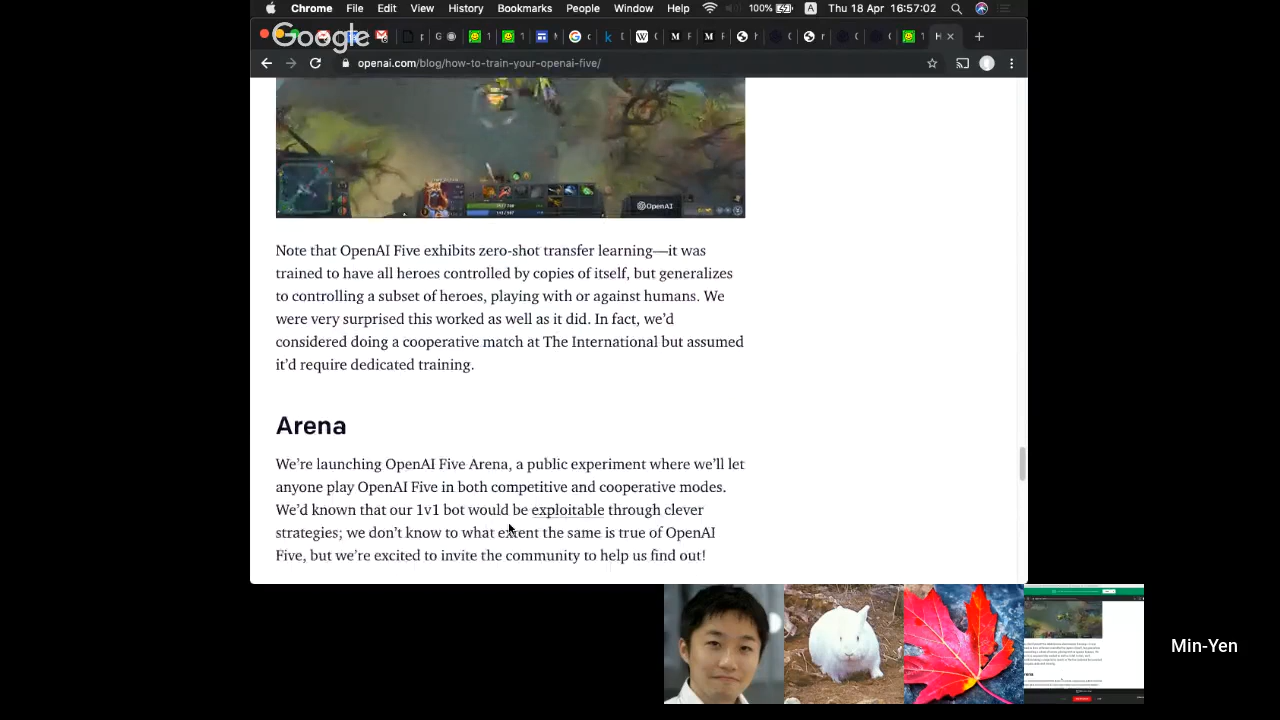 Chrome File Edit View History Bookmarks People Window Help 100% A Thu 18 Apr 16:57:02
Google
openai.com/blog/how-to-train-your-openai-five/
OpenAI
Note that OpenAI Five exhibits zero-shot transfer learning—it was
trained to have all heroes controlled by copies of itself, but generalizes
to controlling a subset of heroes, playing with or against humans. We
were very surprised this worked as well as it did. In fact, we’d
considered doing a cooperative match at The International but assumed
it’d require dedicated training.
Arena
We’re launching OpenAI Five Arena, a public experiment where we’ll let
anyone play OpenAI Five in both competitive and cooperative modes.
We’d known that our 1v1 bot would be exploitable through clever
strategies; we don’t know to what extent the same is true of OpenAI
Five, but we’re excited to invite the community to help us find out!
Min-Yen